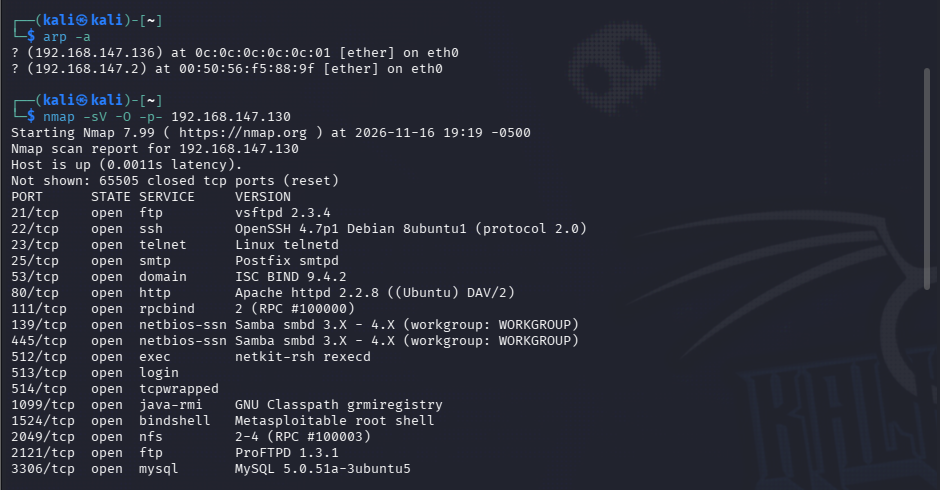 ┌──(kali㉿kali)-[~]
└─$ arp -a
? (192.168.147.136) at 0c:0c:0c:0c:0c:01 [ether] on eth0
? (192.168.147.2) at 00:50:56:f5:88:9f [ether] on eth0
┌──(kali㉿kali)-[~]
└─$ nmap -sV -O -p- 192.168.147.130
Starting Nmap 7.99 ( https://nmap.org ) at 2026-11-16 19:19 -0500
Nmap scan report for 192.168.147.130
Host is up (0.0011s latency).
Not shown: 65505 closed tcp ports (reset)
PORT     STATE SERVICE     VERSION
21/tcp   open  ftp         vsftpd 2.3.4
22/tcp   open  ssh         OpenSSH 4.7p1 Debian 8ubuntu1 (protocol 2.0)
23/tcp   open  telnet      Linux telnetd
25/tcp   open  smtp        Postfix smtpd
53/tcp   open  domain      ISC BIND 9.4.2
80/tcp   open  http        Apache httpd 2.2.8 ((Ubuntu) DAV/2)
111/tcp  open  rpcbind     2 (RPC #100000)
139/tcp  open  netbios-ssn Samba smbd 3.X - 4.X (workgroup: WORKGROUP)
445/tcp  open  netbios-ssn Samba smbd 3.X - 4.X (workgroup: WORKGROUP)
512/tcp  open  exec        netkit-rsh rexecd
513/tcp  open  login
514/tcp  open  tcpwrapped
1099/tcp open  java-rmi    GNU Classpath grmiregistry
1524/tcp open  bindshell   Metasploitable root shell
2049/tcp open  nfs         2-4 (RPC #100003)
2121/tcp open  ftp         ProFTPD 1.3.1
3306/tcp open  mysql       MySQL 5.0.51a-3ubuntu5
KALI